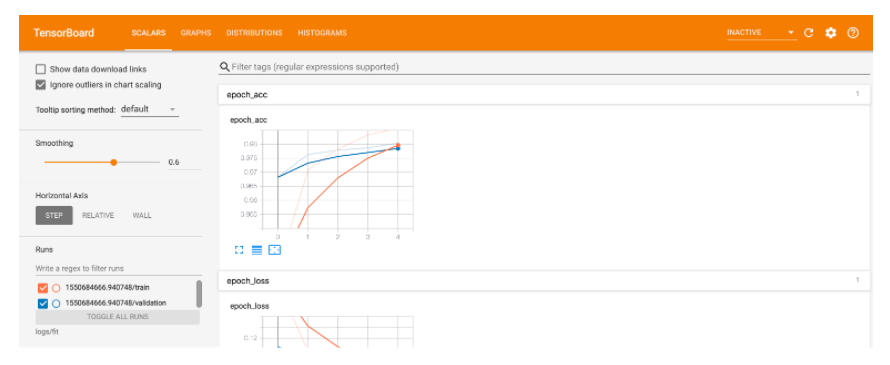 TensorBoard SCALARS GRAPHS DISTRIBUTIONS HISTOGRAMS INACTIVE
Show data download links
Ignore outliers in chart scaling
Tooltip sorting method: default
Smoothing
0.6
Horizontal Axis
STEP RELATIVE WALL
Runs
Write a regex to filter runs
1550684666.940748/train
1550684666.940748/validation
TOGGLE ALL RUNS
logs/fit
Filter tags (regular expressions supported)
epoch_acc 1
epoch_acc
0.98
0.975
0.97
0.965
0.96
0.955
0 1 2 3 4
epoch_loss 1
epoch_loss
0.12